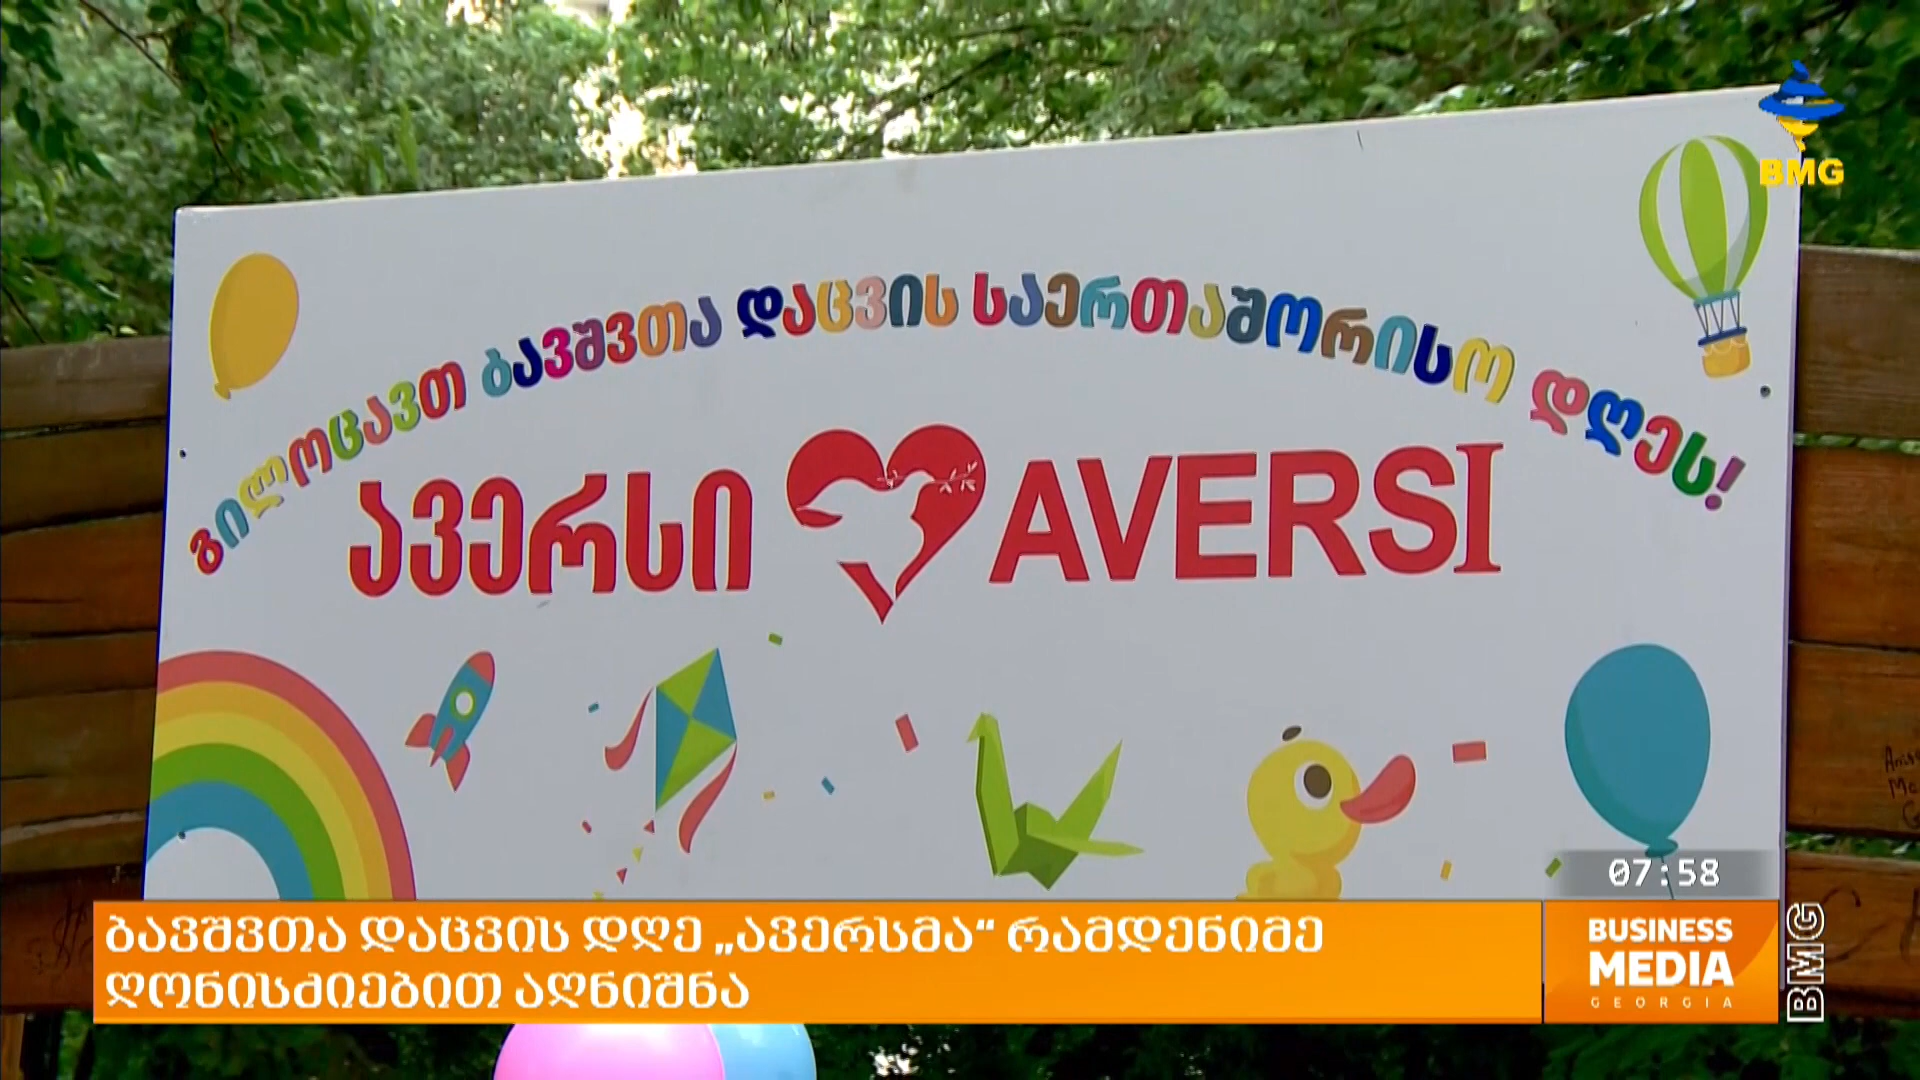 BMG
გილოცავთ ბავშვთა დაცვის საერთაშორისო დღეს!
ავერსი AVERSI
07:58
ბავშვთა დაცვის დღე „ავერსმა“ რამდენიმე
ღონისძიებით აღნიშნა
BUSINESS
MEDIA
GEORGIA
BMG